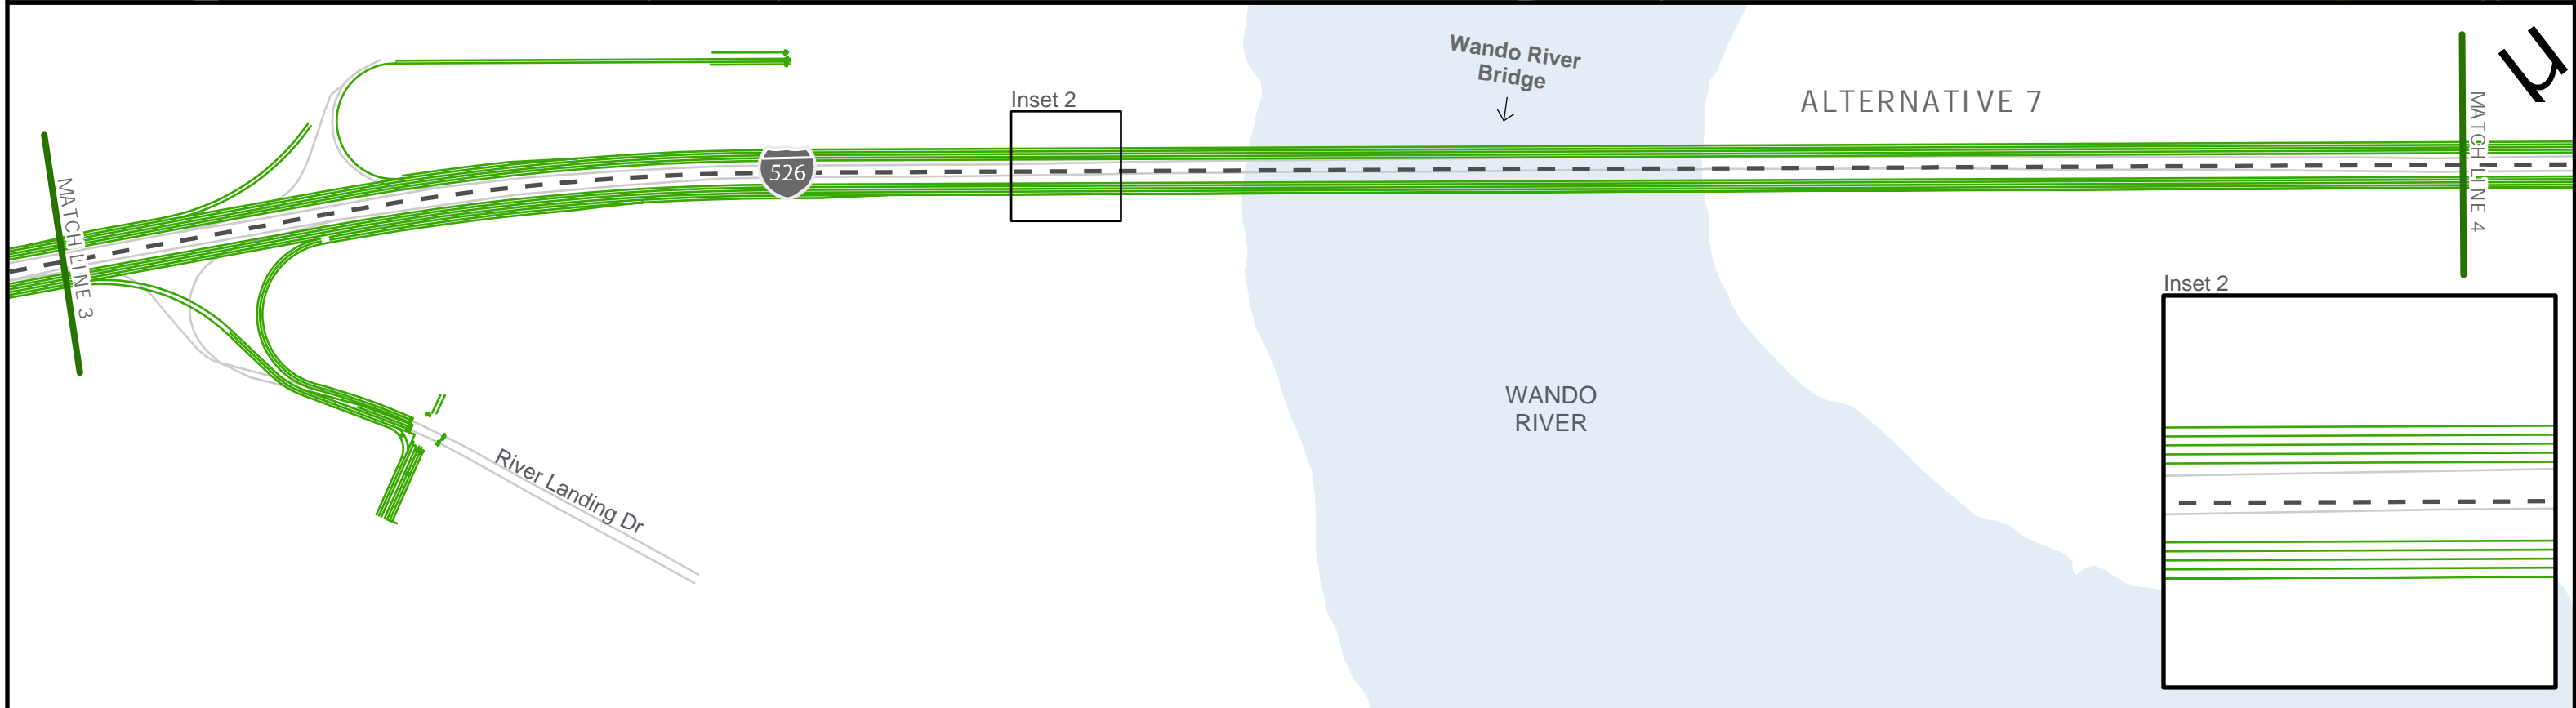 Wando River
Bridge
Inset 2
ALTERNATIVE 7
µ
526
MATCH LINE 3
MATCH LINE 4
Inset 2
WANDO
RIVER
River Landing Dr